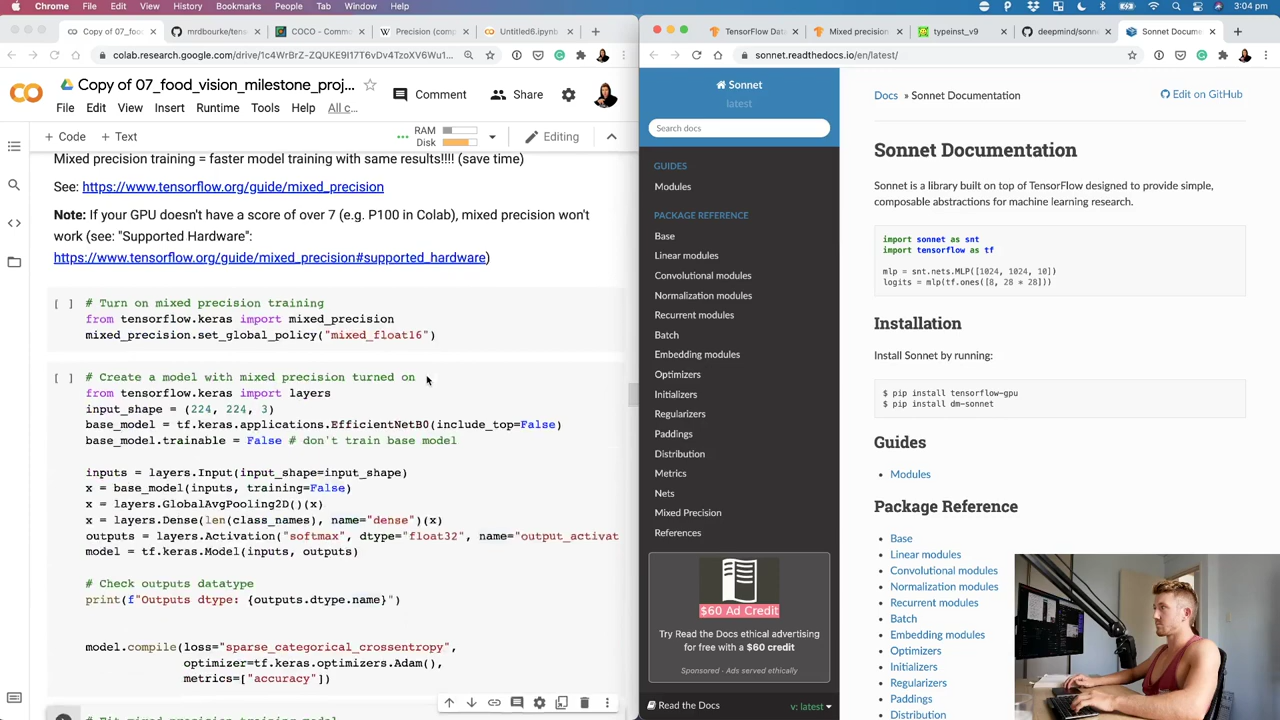 View
History
Bookmarks
Profiles
Tab
Window
Help
3:04 pm
Copy of 07_food
mrdbourke/tens
COCO - Commo
Precision (comp
Untitled6.ipynb
colab.research.google.com/drive/1c4WrBrZ-ZQUKE9I17T6vDv4TzPXV6Wu1...
Copy of 07_food_vision_milestone_proj...
File
Edit
View
Insert
Runtime
Tools
Help
All c...
Comment
Share
+ Code
+ Text
RAM
Disk
Editing
Mixed precision training = faster model training with same results!!!! (save time)
See: https://www.tensorflow.org/guide/mixed_precision
Note: If your GPU doesn't have a score of over 7 (e.g. P100 in Colab), mixed precision won't
work (see: "Supported Hardware":
https://www.tensorflow.org/guide/mixed_precision#supported_hardware)
[ ] # Turn on mixed precision training
from tensorflow.keras import mixed_precision
mixed_precision.set_global_policy("mixed_float16")
[ ] # Create a model with mixed precision turned on
from tensorflow.keras import layers
input_shape = (224, 224, 3)
base_model = tf.keras.applications.EfficientNetB0(include_top=False)
base_model.trainable = False # don't train base model
inputs = layers.Input(input_shape=input_shape)
x = base_model(x, training=False)
x = layers.GlobalAvgPooling2D()(x)
x = layers.Dense(len(class_names), name="dense")(x)
outputs = layers.Activation("softmax", dtype="float32", name="output_activat
model = tf.keras.Model(inputs, outputs)
# Check outputs datatype
print(f"Outputs dtype: {outputs.dtype.name}")
model.compile(loss="sparse_categorical_crossentropy",
optimizer=tf.keras.optimizers.Adam(),
metrics=["accuracy"])
TensorFlow Dat
Mixed precision
typeinst_v9
deepmind/sonn
Sonnet Docume
sonnet.readthedocs.io/en/latest/
Sonnet
latest
Search docs
GUIDES
Modules
PACKAGE REFERENCE
Base
Linear modules
Convolutional modules
Normalization modules
Recurrent modules
Batch
Embedding modules
Optimizers
Initializers
Regularizers
Paddings
Distribution
Metrics
Nets
Mixed Precision
References
$60 Ad Credit
Try Read the Docs ethical advertising
for free with a $60 credit
Sponsored · Ads served ethically
Read the Docs
v: latest
Docs » Sonnet Documentation
Edit on GitHub
Sonnet Documentation
Sonnet is a library built on top of TensorFlow designed to provide simple,
composable abstractions for machine learning research.
import sonnet as snt
import tensorflow as tf
mlp = snt.nets.MLP([1024, 1024, 10])
logits = mlp(tf.ones([8, 28 * 28]))
Installation
Install Sonnet by running:
$ pip install tensorflow-gpu
$ pip install dm-sonnet
Guides
Modules
Package Reference
Base
Linear modules
Convolutional modules
Normalization modules
Recurrent modules
Batch
Embedding modules
Optimizers
Initializers
Regularizers
Paddings
Distribution